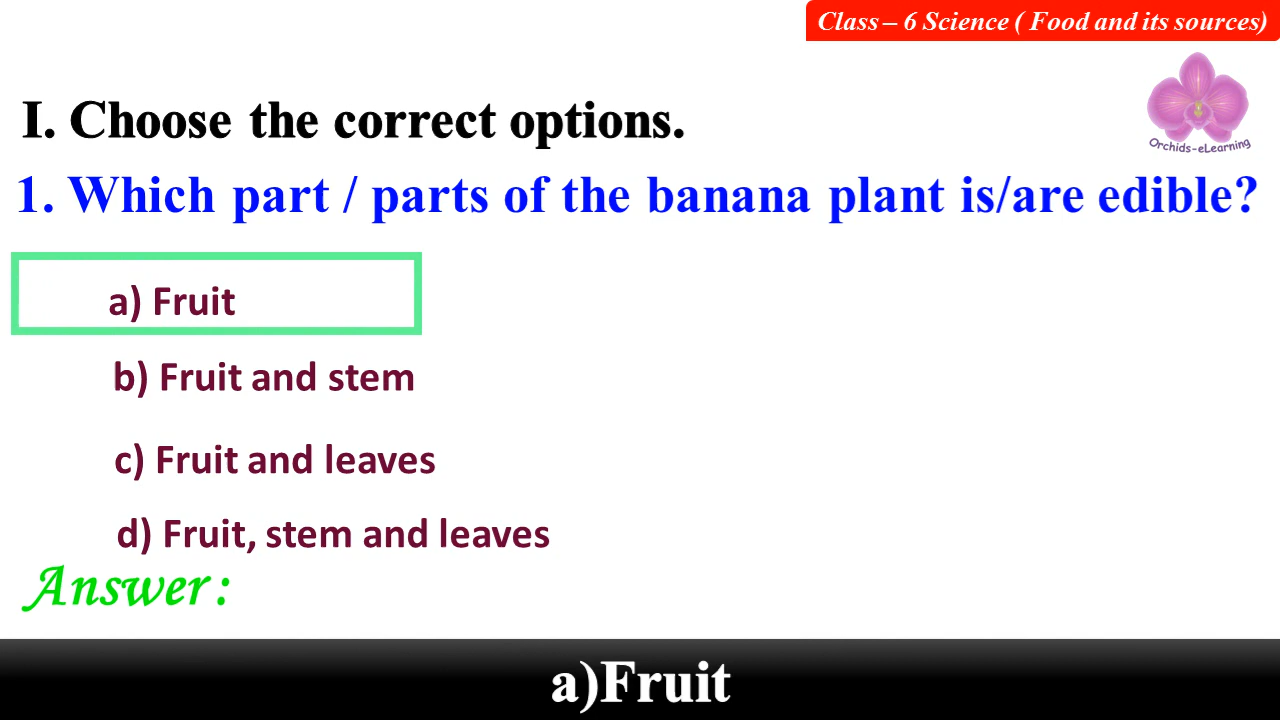 Class – 6 Science ( Food and its sources)
Orchids-eLearning
I. Choose the correct options.
1. Which part / parts of the banana plant is/are edible?
a) Fruit
b) Fruit and stem
c) Fruit and leaves
d) Fruit, stem and leaves
Answer :
a)Fruit